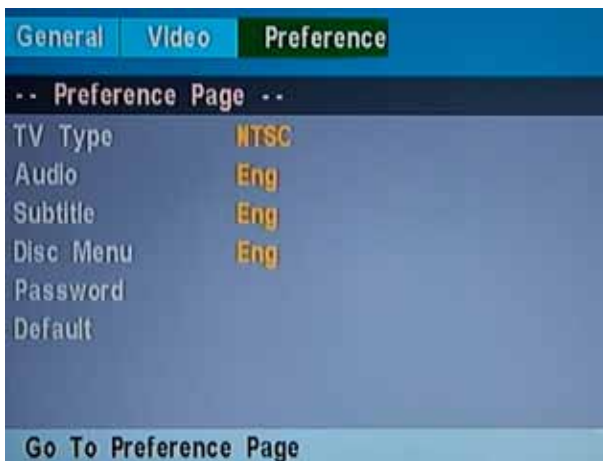 General Video Preference
-- Preference Page --
TV Type NTSC
Audio Eng
Subtitle Eng
Disc Menu Eng
Password
Default
Go To Preference Page